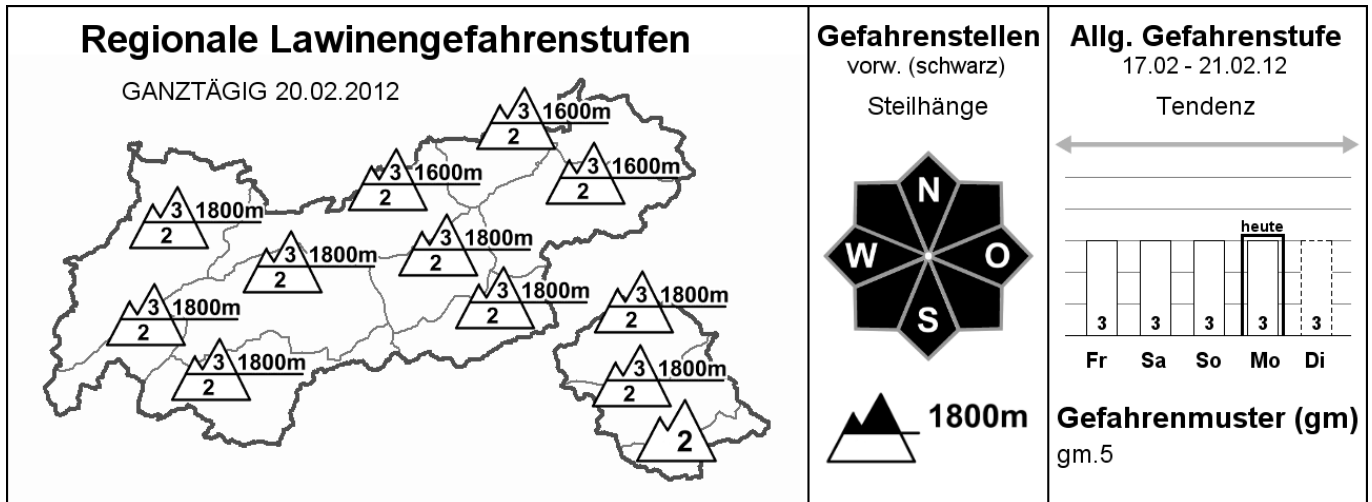 Regionale Lawinengefahrenstufen
GANZTÄGIG 20.02.2012
3 1600m
2
3 1600m
2
3 1600m
2
3 1800m
2
3 1800m
2
3 1800m
2
3 1800m
2
3 1800m
2
3 1800m
2
3 1800m
2
3 1800m
2
2
Gefahrenstellen
vorw. (schwarz)
Steilhänge
N
W O
S
1800m
Allg. Gefahrenstufe
17.02 - 21.02.12
Tendenz
heute
3 3 3 3 3
Fr Sa So Mo Di
Gefahrenmuster (gm)
gm.5